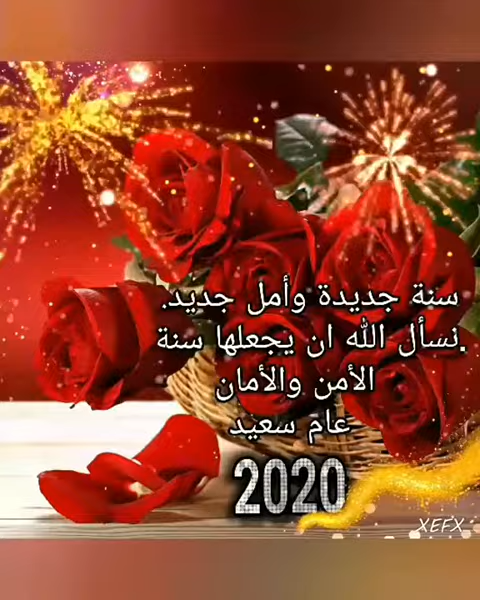 سنة جديدة وأمل جديد.
نسأل الله ان يجعلها سنة
الأمن والأمان
عام سعيد
2020
XEFX